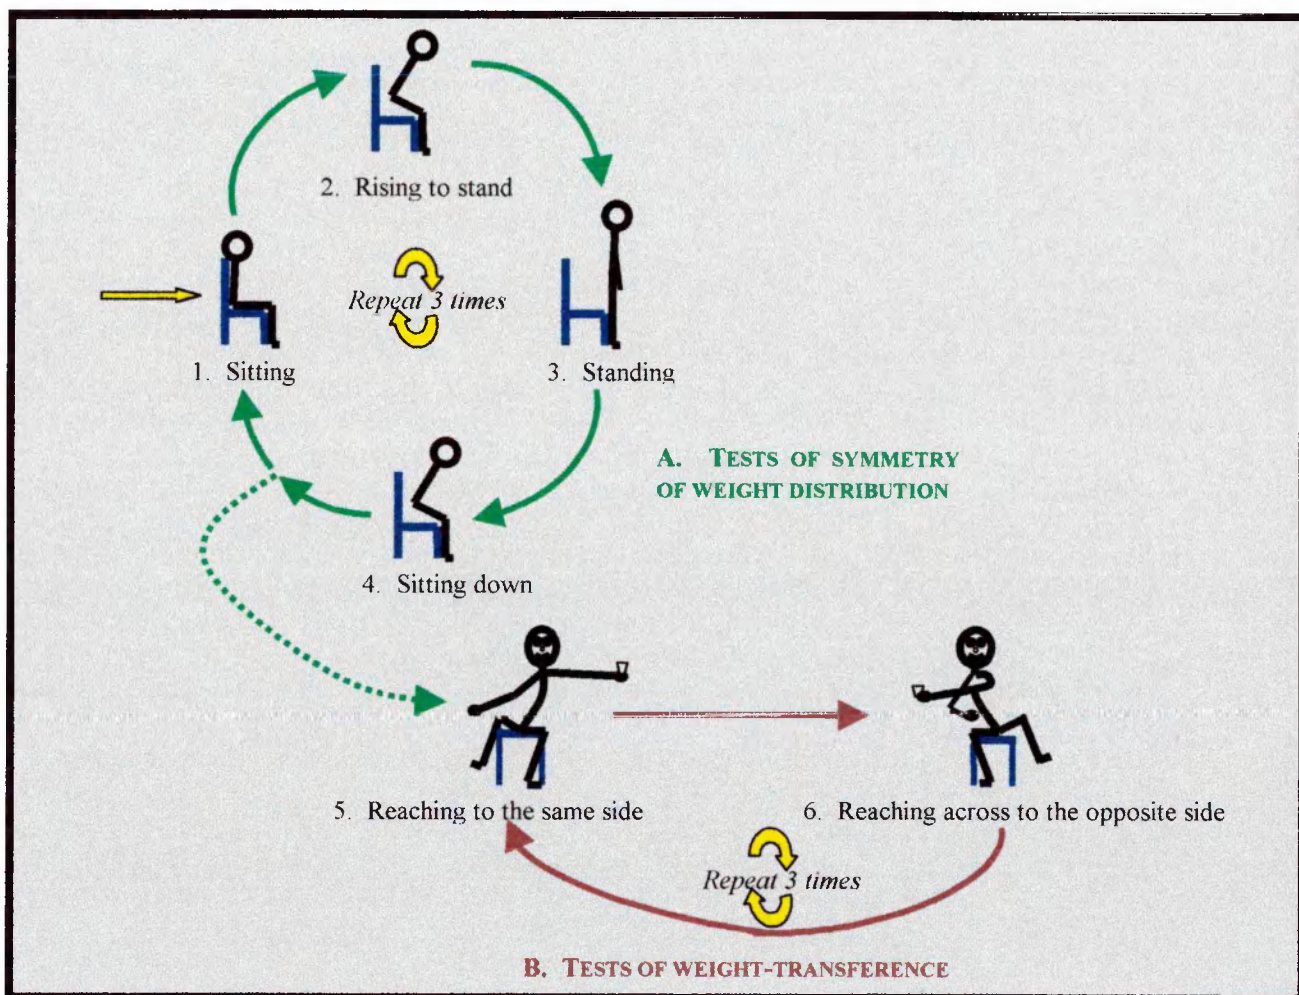 2. Rising to stand
Repeat 3 times
1. Sitting
3. Standing
A. TESTS OF SYMMETRY
OF WEIGHT DISTRIBUTION
4. Sitting down
5. Reaching to the same side
6. Reaching across to the opposite side
Repeat 3 times
B. TESTS OF WEIGHT-TRANSFERENCE